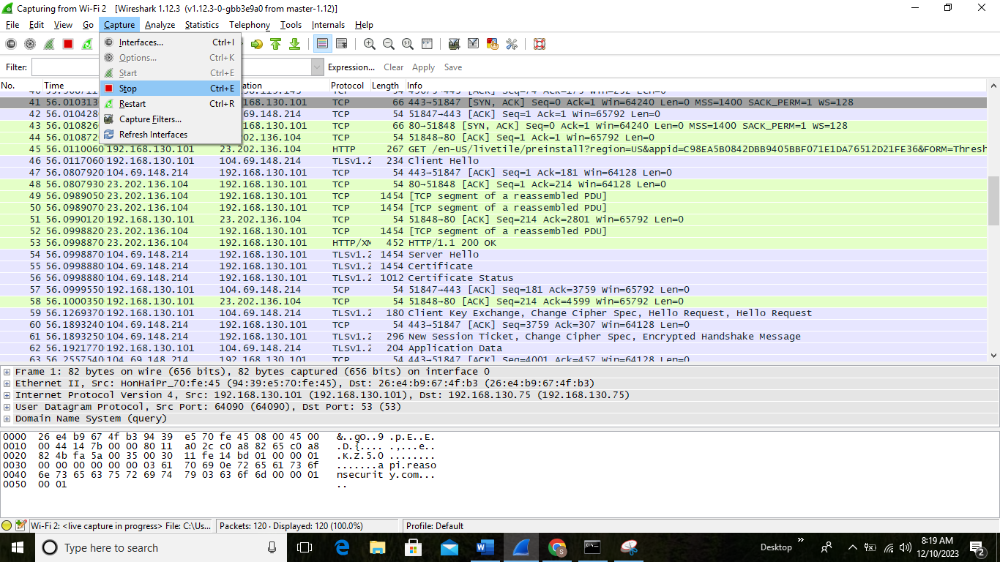 Capturing from Wi-Fi 2 [Wireshark 1.12.3 (v1.12.3-0-gbb3e9a0 from master-1.12)]
File Edit View Go Capture Analyze Statistics Telephony Tools Internals Help
Interfaces... Ctrl+I
Options... Ctrl+K
Start Ctrl+E
Stop Ctrl+E
Restart Ctrl+R
Capture Filters...
Refresh Interfaces
Filter: Expression... Clear Apply Save
No. Time ation Protocol Length Info
41 56.010313 .168.130.101 TCP 66 443→51847 [SYN, ACK] Seq=0 Ack=1 Win=64240 Len=0 MSS=1400 SACK_PERM=1 WS=128
42 56.010428 .69.148.214 TCP 54 51847→443 [ACK] Seq=1 Ack=1 Win=65792 Len=0
43 56.010826 .168.130.101 TCP 66 80→51848 [SYN, ACK] Seq=0 Ack=1 Win=64240 Len=0 MSS=1400 SACK_PERM=1 WS=128
44 56.010872 .202.136.104 TCP 54 51848→80 [ACK] Seq=1 Ack=1 Win=65792 Len=0
45 56.0110060 192.168.130.101 23.202.136.104 HTTP 267 GET /en-US/livetile/preinstall?region=US&appid=C98EA5B0842DBB9405BBF071E1DA76512D21FE36&FORM=Thresh
46 56.0117060 192.168.130.101 104.69.148.214 TLSv1.2 234 Client Hello
47 56.0807920 104.69.148.214 192.168.130.101 TCP 54 443→51847 [ACK] Seq=1 Ack=181 Win=64128 Len=0
48 56.0807930 23.202.136.104 192.168.130.101 TCP 54 80→51848 [ACK] Seq=1 Ack=214 Win=64128 Len=0
49 56.0989050 23.202.136.104 192.168.130.101 TCP 1454 [TCP segment of a reassembled PDU]
50 56.0989070 23.202.136.104 192.168.130.101 TCP 1454 [TCP segment of a reassembled PDU]
51 56.0990120 192.168.130.101 23.202.136.104 TCP 54 51848→80 [ACK] Seq=214 Ack=2801 Win=65792 Len=0
52 56.0998820 23.202.136.104 192.168.130.101 TCP 1454 [TCP segment of a reassembled PDU]
53 56.0998870 23.202.136.104 192.168.130.101 HTTP/XM 452 HTTP/1.1 200 OK
54 56.0998870 104.69.148.214 192.168.130.101 TLSv1.2 1454 Server Hello
55 56.0998880 104.69.148.214 192.168.130.101 TLSv1.2 1454 Certificate
56 56.0998880 104.69.148.214 192.168.130.101 TLSv1.2 1012 Certificate Status
57 56.0999550 192.168.130.101 104.69.148.214 TCP 54 51847→443 [ACK] Seq=181 Ack=3759 Win=65792 Len=0
58 56.1000350 192.168.130.101 23.202.136.104 TCP 54 51848→80 [ACK] Seq=214 Ack=4599 Win=65792 Len=0
59 56.1269370 192.168.130.101 104.69.148.214 TLSv1.2 180 Client Key Exchange, Change Cipher Spec, Hello Request, Hello Request
60 56.1893240 104.69.148.214 192.168.130.101 TCP 54 443→51847 [ACK] Seq=3759 Ack=307 Win=64128 Len=0
61 56.1893250 104.69.148.214 192.168.130.101 TLSv1.2 296 New Session Ticket, Change Cipher Spec, Encrypted Handshake Message
62 56.1921770 192.168.130.101 104.69.148.214 TLSv1.2 204 Application Data
63 56.2557540 104.69.148.214 192.168.130.101 TCP 54 443→51847 [ACK] Seq=4001 Ack=457 Win=64128 Len=0
Frame 1: 82 bytes on wire (656 bits), 82 bytes captured (656 bits) on interface 0
Ethernet II, Src: HonHaiPr_70:fe:45 (94:39:e5:70:fe:45), Dst: 26:e4:b9:67:4f:b3 (26:e4:b9:67:4f:b3)
Internet Protocol Version 4, Src: 192.168.130.101 (192.168.130.101), Dst: 192.168.130.75 (192.168.130.75)
User Datagram Protocol, Src Port: 64090 (64090), Dst Port: 53 (53)
Domain Name System (query)
0000 26 e4 b9 67 4f b3 94 39 e5 70 fe 45 08 00 45 00 &..gO..9 .p.E..E.
0010 00 44 14 7b 00 00 80 11 a0 2c c0 a8 82 65 c0 a8 .D.{.... .,...e..
0020 82 4b fa 5a 00 35 00 30 11 fe 14 bd 01 00 00 01 .K.Z.5.0 ........
0030 00 00 00 00 00 00 03 61 70 69 0e 72 65 61 73 6f .......a pi.reaso
0040 6e 73 65 63 75 72 69 74 79 03 63 6f 6d 00 00 01 nsecurit y.com...
0050 00 01 ..
Wi-Fi 2: <live capture in progress> File: C:\Us... Packets: 120 · Displayed: 120 (100.0%) Profile: Default
Type here to search Desktop » 8:19 AM
12/10/2023 2